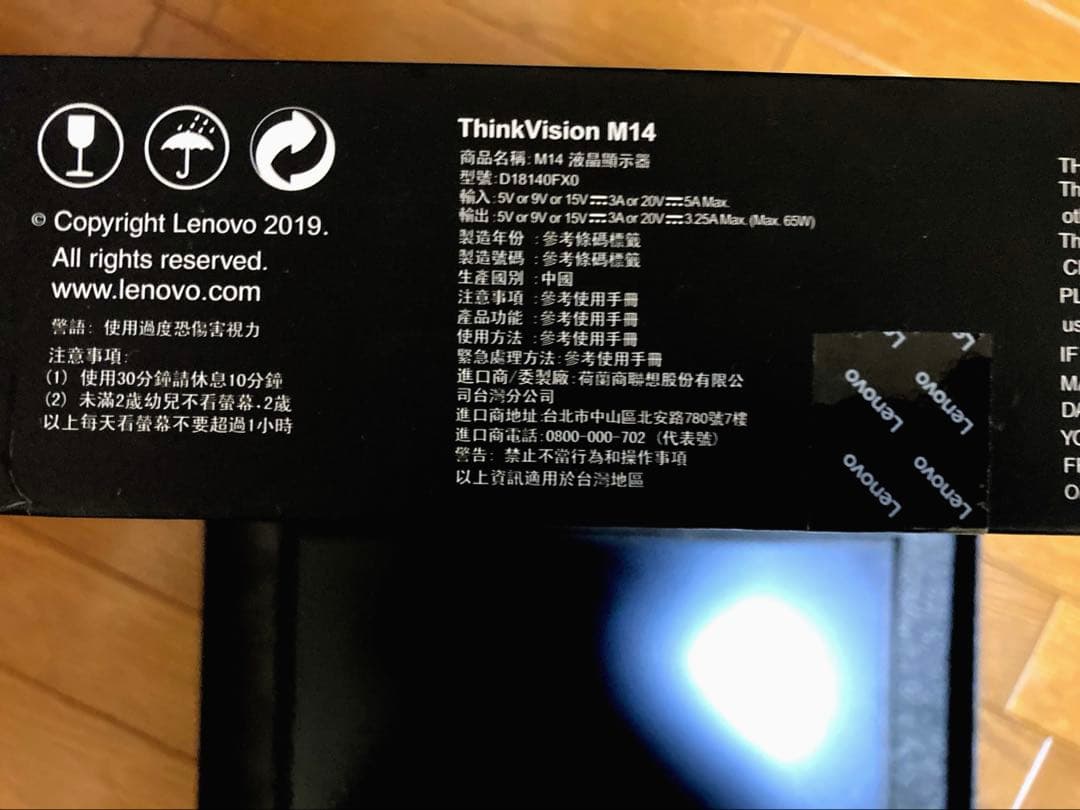 © Copyright Lenovo 2019.
All rights reserved.
www.lenovo.com
警語: 使用過度恐傷害視力
注意事項:
(1) 使用30分鐘請休息10分鐘
(2) 未滿2歲幼兒不看螢幕.2歲
以上每天看螢幕不要超過1小時
ThinkVision M14
商品名稱: M14 液晶顯示器
型號:D18140FX0
輸入:5V or 9V or 15V⎓3A or 20V⎓5A Max.
輸出:5V or 9V or 15V⎓3A or 20V⎓3.25A Max. (Max. 65W)
製造年份 :參考條碼標籤
製造號碼 :參考條碼標籤
生產國別 :中國
注意事項 :參考使用手冊
產品功能 :參考使用手冊
使用方法 :參考使用手冊
緊急處理方法:參考使用手冊
進口商/委製廠:荷蘭商聯想股份有限公
司台灣分公司
進口商地址:台北市中山區北安路780號7樓
進口商電話:0800-000-702 (代表號)
警告: 禁止不當行為和操作事項
以上資訊適用於台灣地區
Lenovo
Lenovo
Lenovo
Lenovo
IF